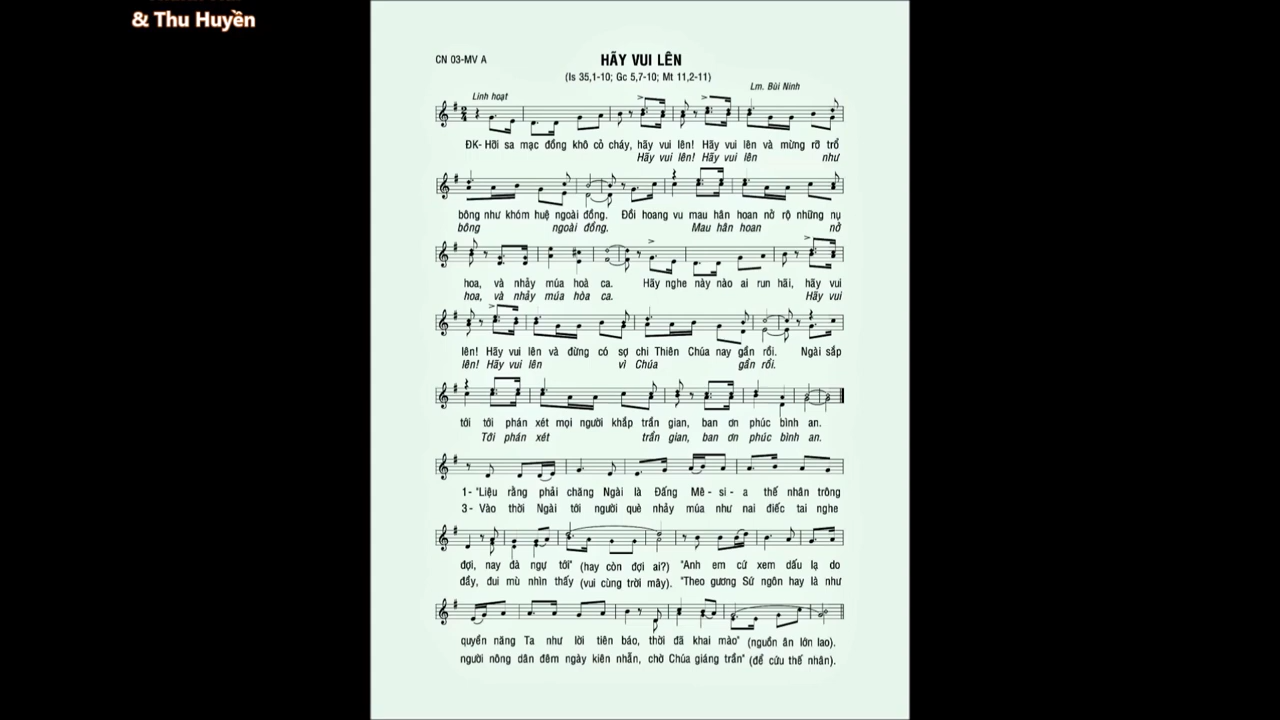 & Thu Huyền
CN 03-MV A
HÃY VUI LÊN
(Is 35,1-10; Gc 5,7-10; Mt 11,2-11)
Lm. Bùi Ninh
Linh hoạt
ĐK- Hỡi sa mạc đồng khô cỏ cháy, hãy vui lên! Hãy vui lên và mừng rỡ trổ
Hãy vui lên! Hãy vui lên như
bông như khóm huệ ngoài đồng. Đồi hoang vu mau hân hoan nở rộ những nụ
bông ngoài đồng. Mau hân hoan nở
hoa, và nhảy múa hoà ca. Hãy nghe này nào ai run hãi, hãy vui
hoa, và nhảy múa hòa ca. Hãy vui
lên! Hãy vui lên và đừng có sợ chi Thiên Chúa nay gần rồi. Ngài sắp
lên! Hãy vui lên vì Chúa gần rồi.
tới tới phán xét mọi người khắp trần gian, ban ơn phúc bình an.
Tới phán xét trần gian, ban ơn phúc bình an.
1- "Liệu rằng phải chăng Ngài là Đấng Mê - si - a thế nhân trông
3- Vào thời Ngài tới người què nhảy múa như nai điếc tai nghe
đợi, nay đà ngự tới" (hay còn đợi ai?) "Anh em cứ xem dấu lạ do
đầy, đui mù nhìn thấy (vui cùng trời mây). "Theo gương Sứ ngôn hay là như
quyền năng Ta như lời tiên báo, thời đã khai mào" (nguồn ân lớn lao).
người nông dân đêm ngày kiên nhẫn, chờ Chúa giáng trần" (để cứu thế nhân).